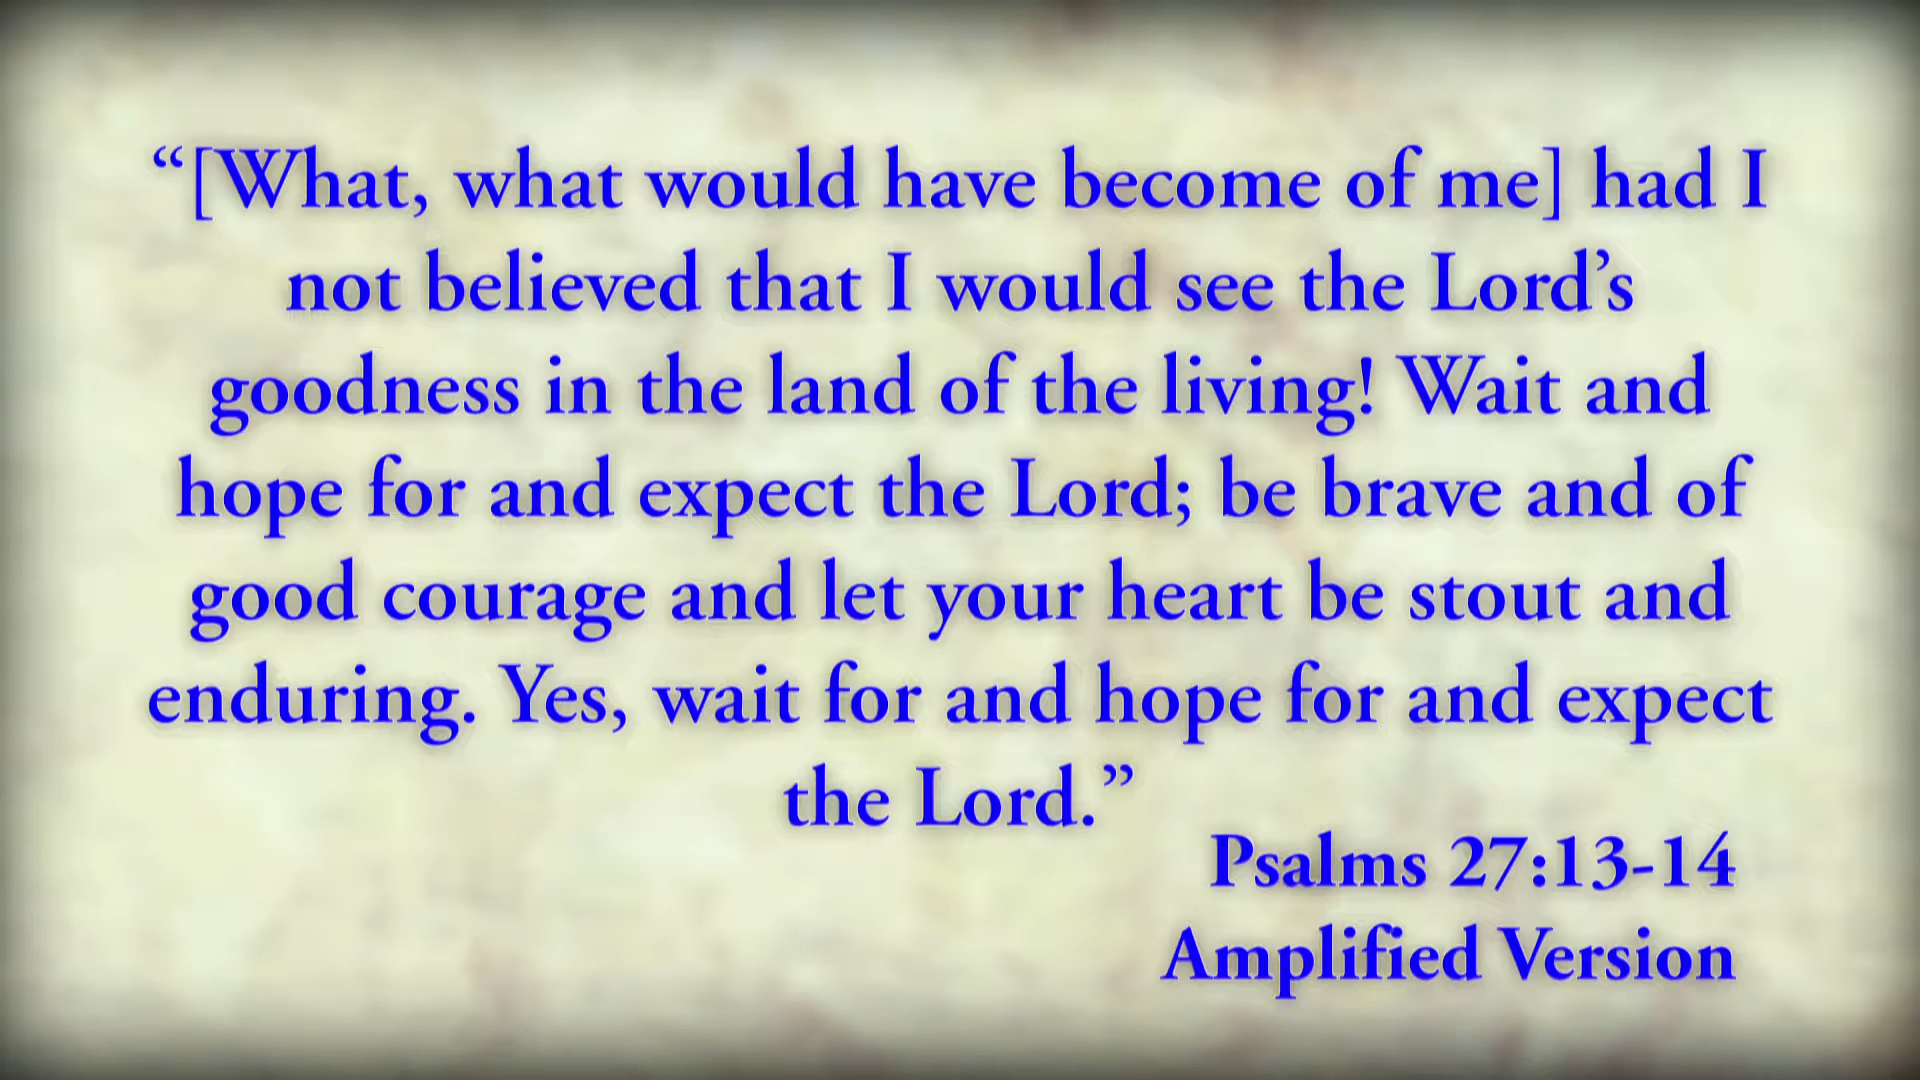 “[What, what would have become of me] had I
not believed that I would see the Lord’s
goodness in the land of the living! Wait and
hope for and expect the Lord; be brave and of
good courage and let your heart be stout and
enduring. Yes, wait for and hope for and expect
the Lord.”
Psalms 27:13-14
Amplified Version